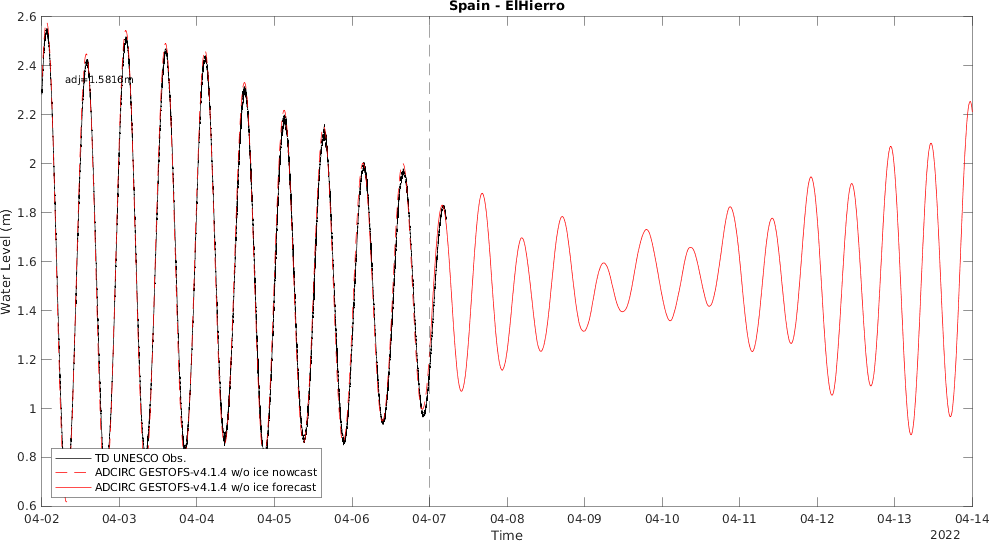 Spain - ElHierro
2.6
2.4
2.2
2
1.8
1.6
1.4
1.2
1
0.8
0.6
Water Level (m)
adj=1.5816m
TD UNESCO Obs.
ADCIRC GESTOFS-v4.1.4 w/o ice nowcast
ADCIRC GESTOFS-v4.1.4 w/o ice forecast
04-02 04-03 04-04 04-05 04-06 04-07 04-08 04-09 04-10 04-11 04-12 04-13 04-14
Time
2022